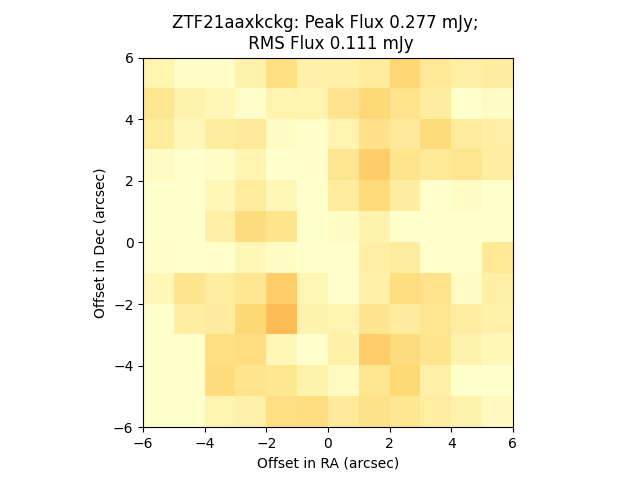 ZTF21aaxkckg: Peak Flux 0.277 mJy;
RMS Flux 0.111 mJy
6
4
2
0
−2
−4
−6
Offset in Dec (arcsec)
−6 −4 −2 0 2 4 6
Offset in RA (arcsec)